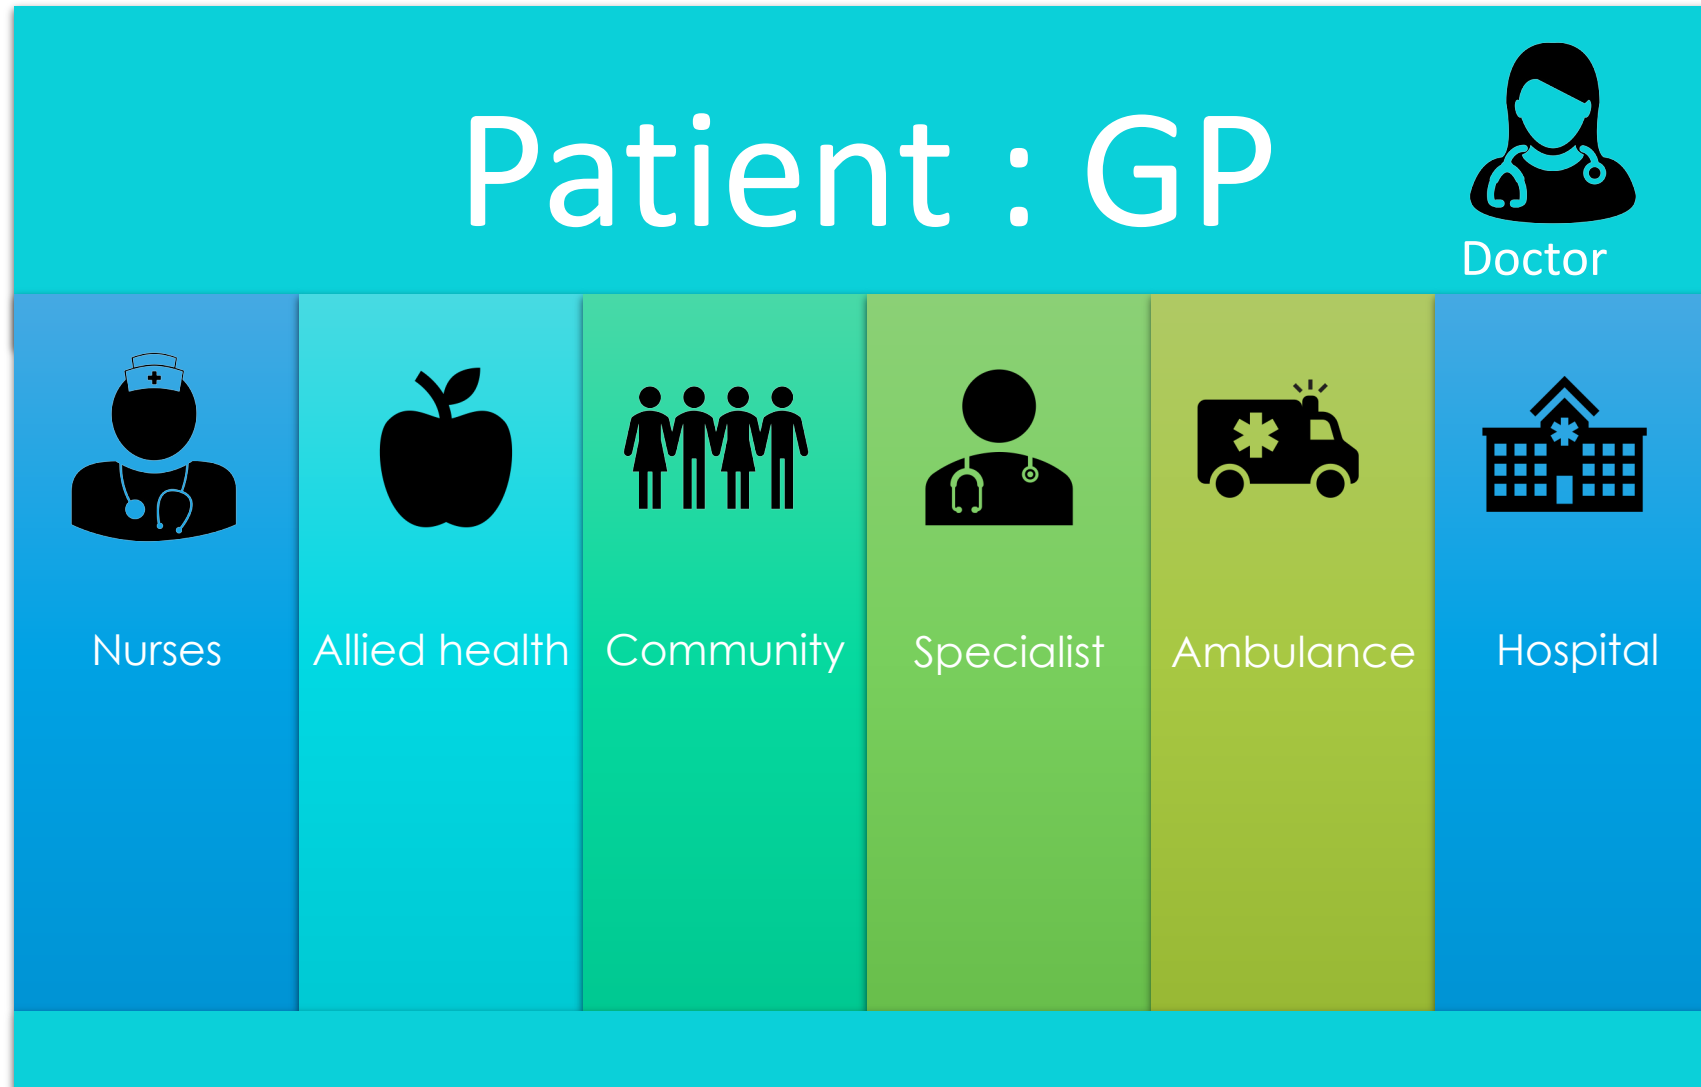 Patient : GP
Doctor
Nurses
Allied health
Community
Specialist
Ambulance
Hospital